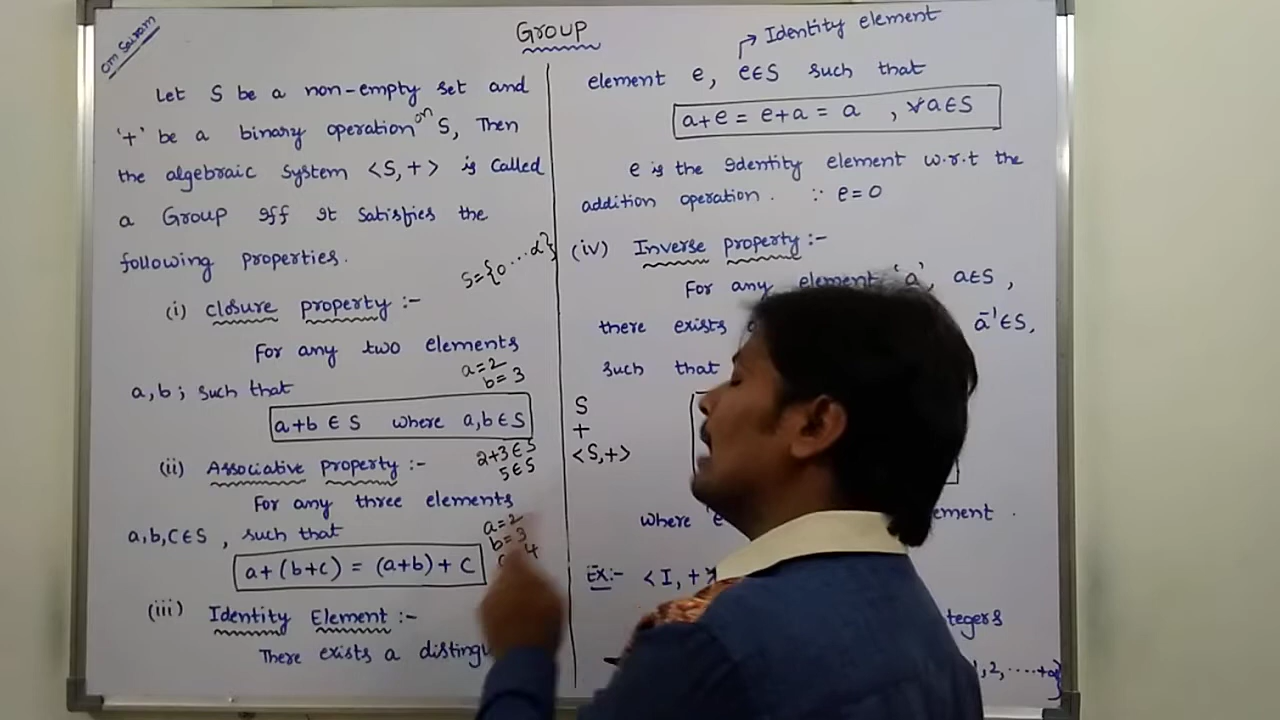 Om Sairam
Group
Let S be a non-empty set and
'+' be a binary operation on S, Then
the algebraic system <S,+> is called
a Group iff It satisfies the
following properties.
S={0...α}
(i) closure property :-
For any two elements
a=2
b=3
a,b; such that
a+b ∈ S where a,b∈S
2+3∈S
5∈S
(ii) Associative property :-
For any three elements
a,b,c∈S , such that
a=2
b=3
4
a+(b+c) = (a+b)+c
(iii) Identity Element :-
There exists a
Identity element
element e, e∈S such that
a+e = e+a = a , ∀a∈S
e is the Identity element w.r.t the
addition operation. ∵ e=0
(iv) Inverse property :-
For any element 'a', a∈S ,
there exists a⁻¹∈S,
such that
S
+
<S,+>
where
Ex:- <I,+
1,2,.....+α}